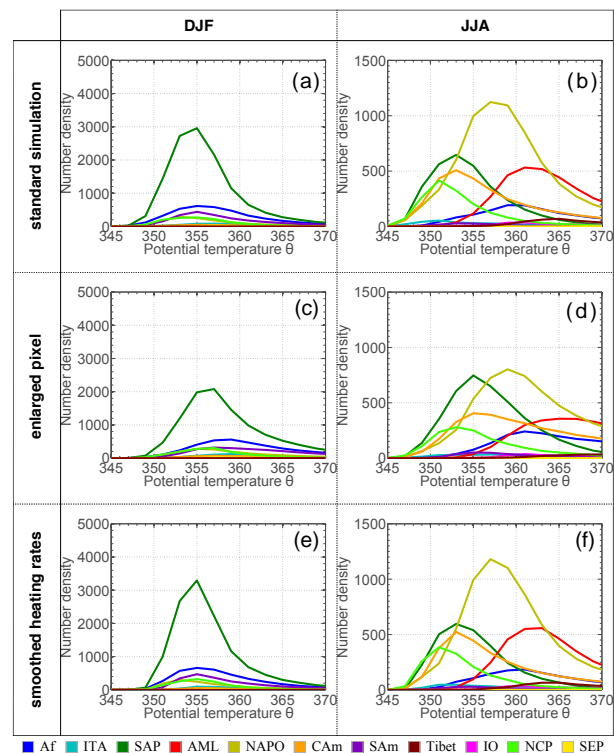 DJF JJA
standard simulation
(a)
Number density
5000
4000
3000
2000
1000
0
345 350 355 360 365 370
Potential temperature θ
(b)
Number density
1500
1000
500
0
345 350 355 360 365 370
Potential temperature θ
enlarged pixel
(c)
Number density
5000
4000
3000
2000
1000
0
345 350 355 360 365 370
Potential temperature θ
(d)
Number density
1500
1000
500
0
345 350 355 360 365 370
Potential temperature θ
smoothed heating rates
(e)
Number density
5000
4000
3000
2000
1000
0
345 350 355 360 365 370
Potential temperature θ
(f)
Number density
1500
1000
500
0
345 350 355 360 365 370
Potential temperature θ
Af ITA SAP AML NAPO CAm SAm Tibet IO NCP SEP